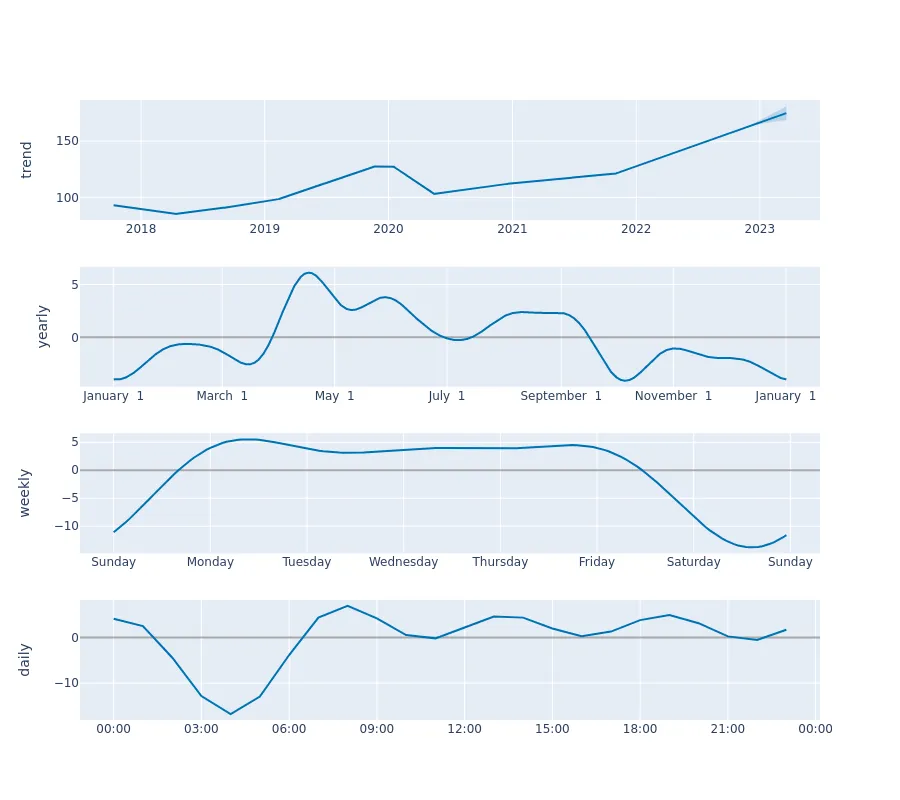 trend
150
100
2018 2019 2020 2021 2022 2023
yearly
5
0
January 1 March 1 May 1 July 1 September 1 November 1 January 1
weekly
5
0
−5
−10
Sunday Monday Tuesday Wednesday Thursday Friday Saturday Sunday
daily
0
−10
00:00 03:00 06:00 09:00 12:00 15:00 18:00 21:00 00:00